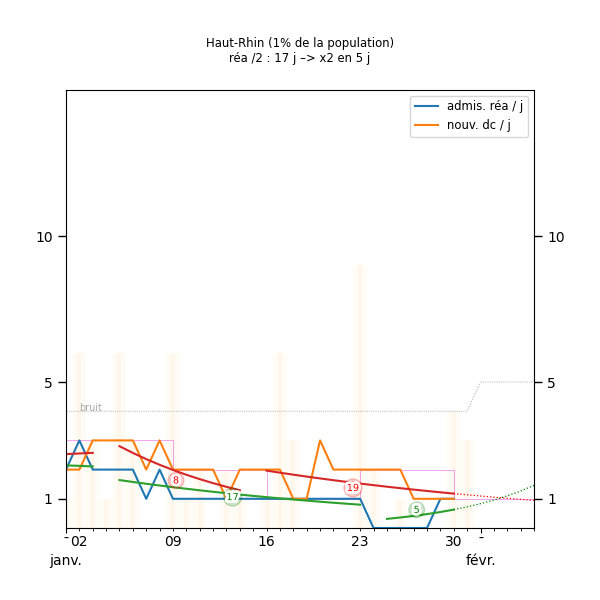 Haut-Rhin (1% de la population)
réa /2 : 17 j –> x2 en 5 j
admis. réa / j
nouv. dc / j
10 10
5 5
bruit
8
19
17
5
1 1
02 09 16 23 30
janv. févr.